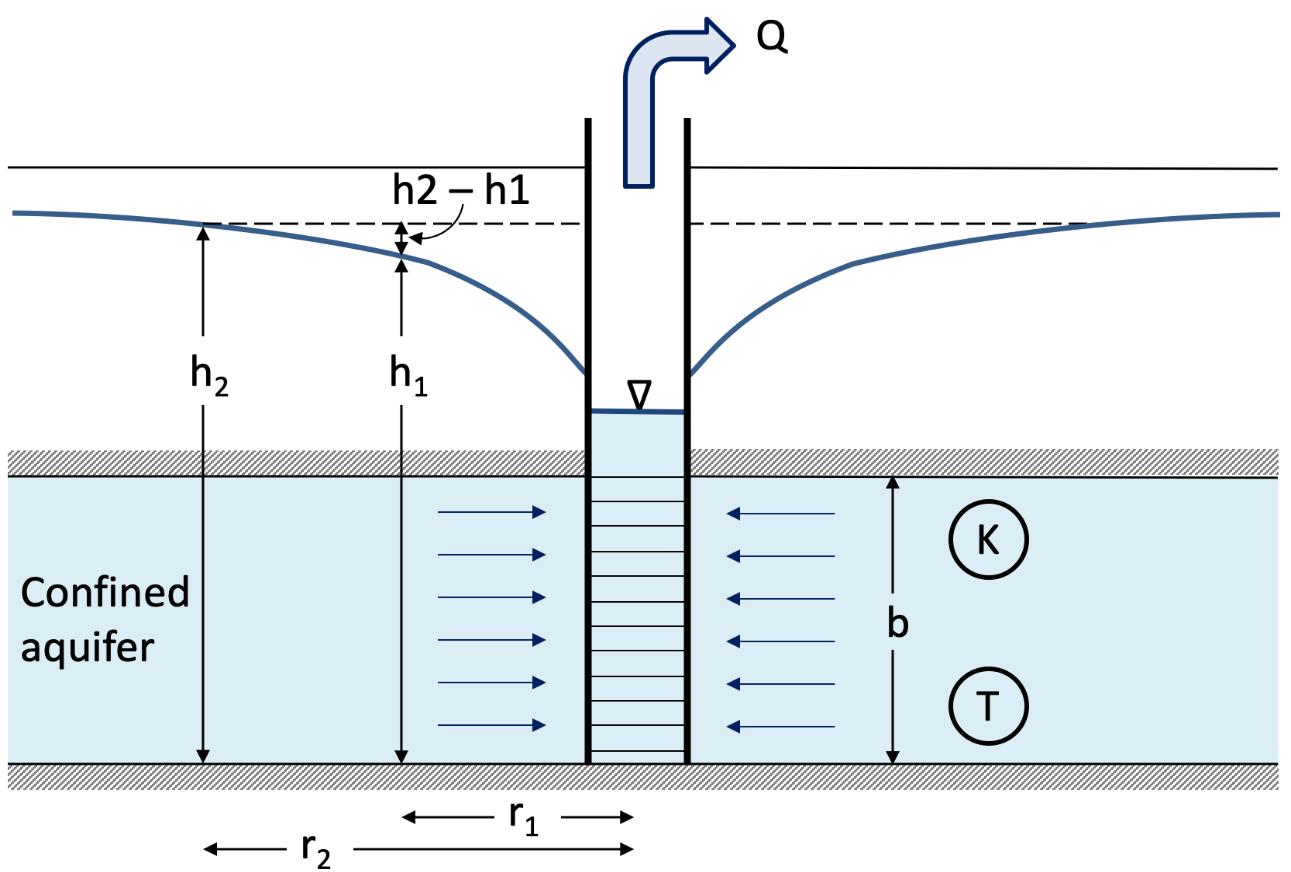 Q
h2 – h1
h₂
h₁
K
Confined
aquifer
b
T
r₁
r₂